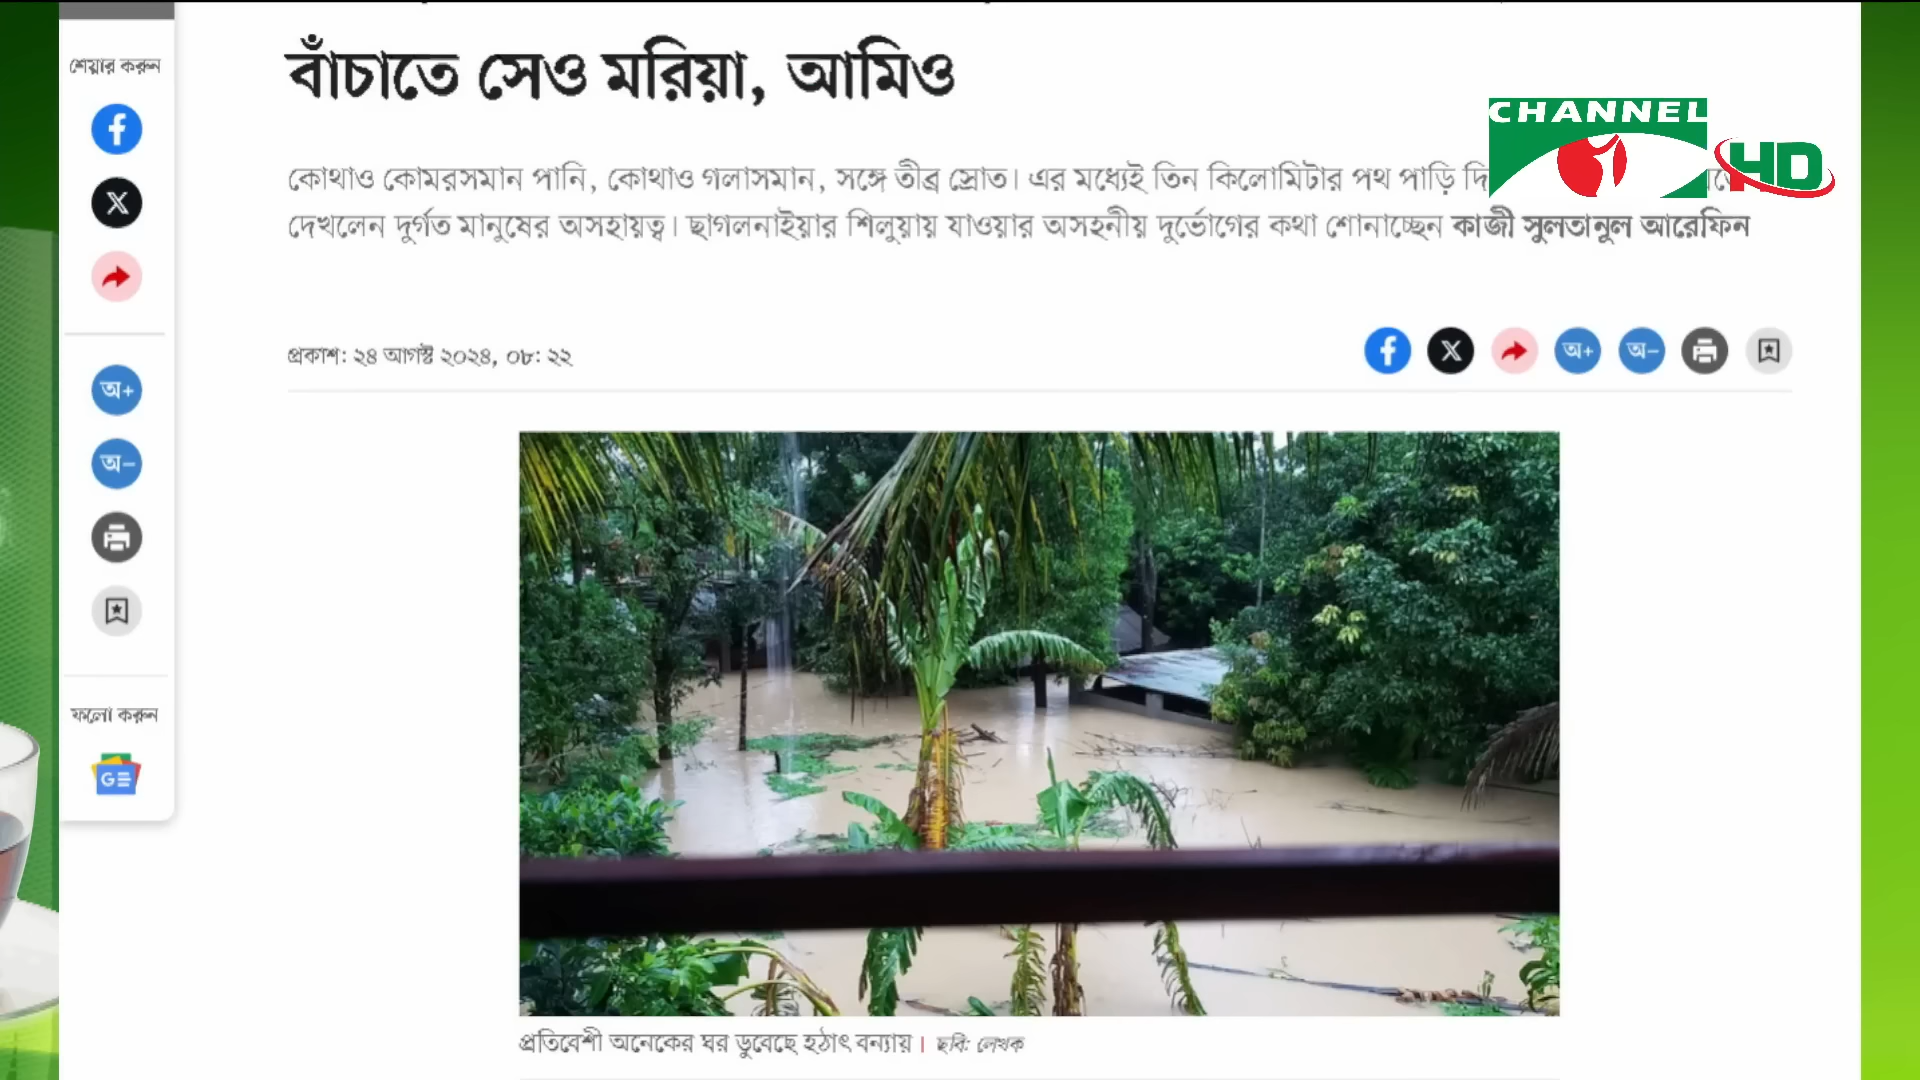 বাঁচাতে সেও মরিয়া, আমিও
CHANNEL i HD
শেয়ার করুন
কোথাও কোমরসমান পানি, কোথাও গলাসমান, সঙ্গে তীব্র স্রোত। এর মধ্যেই তিন কিলোমিটার পথ পাড়ি
দেখলেন দুর্গত মানুষের অসহায়ত্ব। ছাগলনাইয়ার শিলুয়ায় যাওয়ার অসহনীয় দুর্ভোগের কথা শোনাচ্ছেন কাজী সুলতানুল আরেফিন
প্রকাশ: ২৪ আগস্ট ২০২৪, ০৮: ২২
অ+ অ–
অ+
অ–
ফলো করুন
প্রতিবেশী অনেকের ঘর ডুবেছে হঠাৎ বন্যায়। ছবি: লেখক